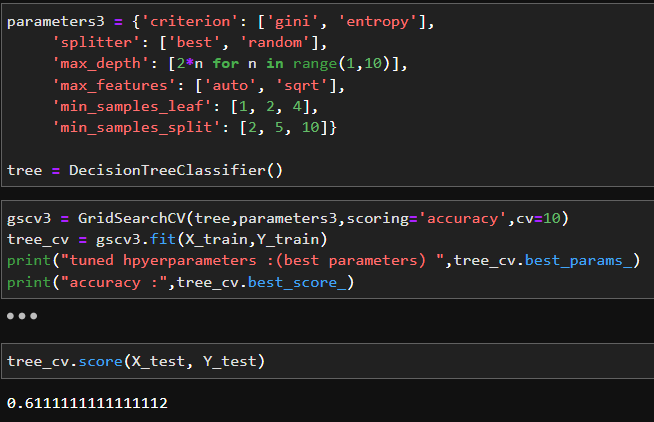 parameters3 = {'criterion': ['gini', 'entropy'],
     'splitter': ['best', 'random'],
     'max_depth': [2*n for n in range(1,10)],
     'max_features': ['auto', 'sqrt'],
     'min_samples_leaf': [1, 2, 4],
     'min_samples_split': [2, 5, 10]}
tree = DecisionTreeClassifier()
gscv3 = GridSearchCV(tree,parameters3,scoring='accuracy',cv=10)
tree_cv = gscv3.fit(X_train,Y_train)
print("tuned hpyerparameters :(best parameters) ",tree_cv.best_params_)
print("accuracy :",tree_cv.best_score_)
tree_cv.score(X_test, Y_test)
0.6111111111111112